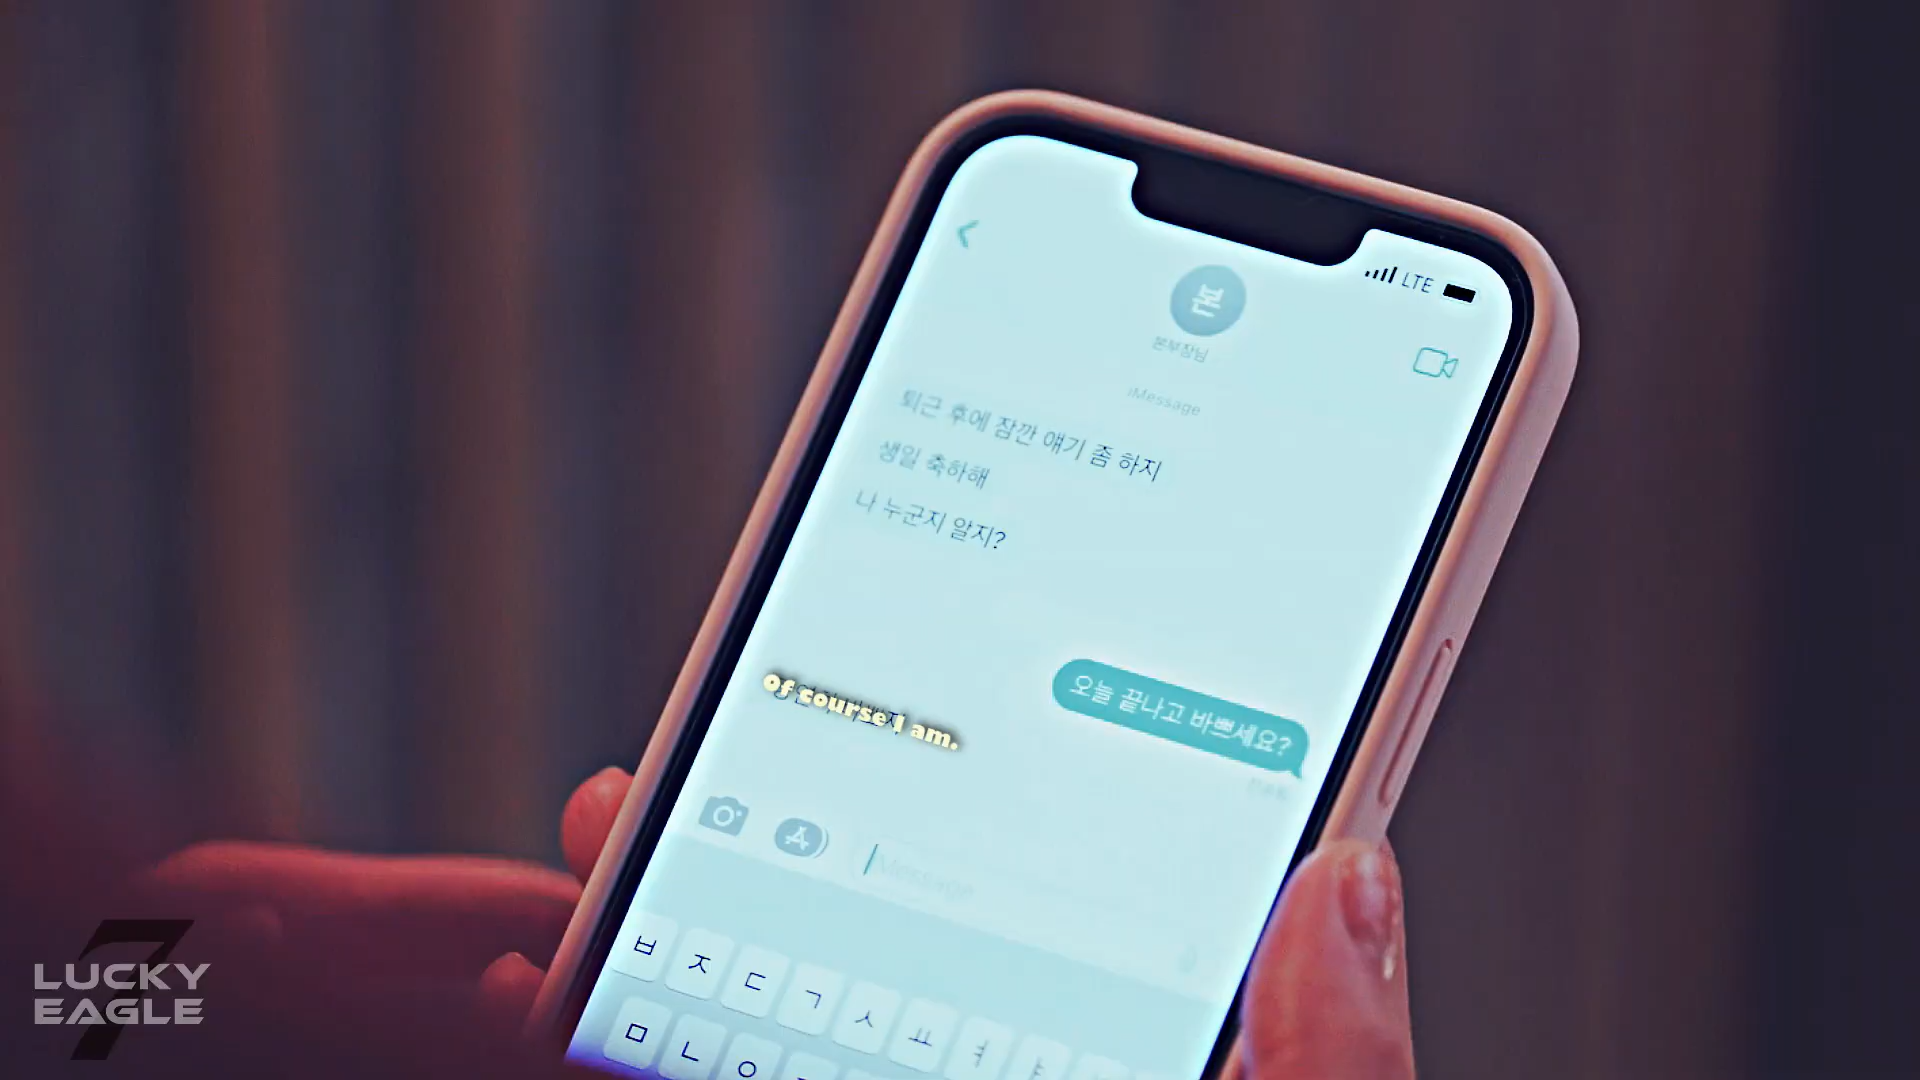 LTE
본
본부장님
iMessage
퇴근 후에 잠깐 얘기 좀 하지
생일 축하해
나 누군지 알지?
오늘 끝나고 바쁘세요?
Of course I am.
Message
ㅂ ㅈ ㄷ ㄱ ㅅ ㅛ ㅕ ㅑ
ㅁ ㄴ ㅇ
7
LUCKY
EAGLE